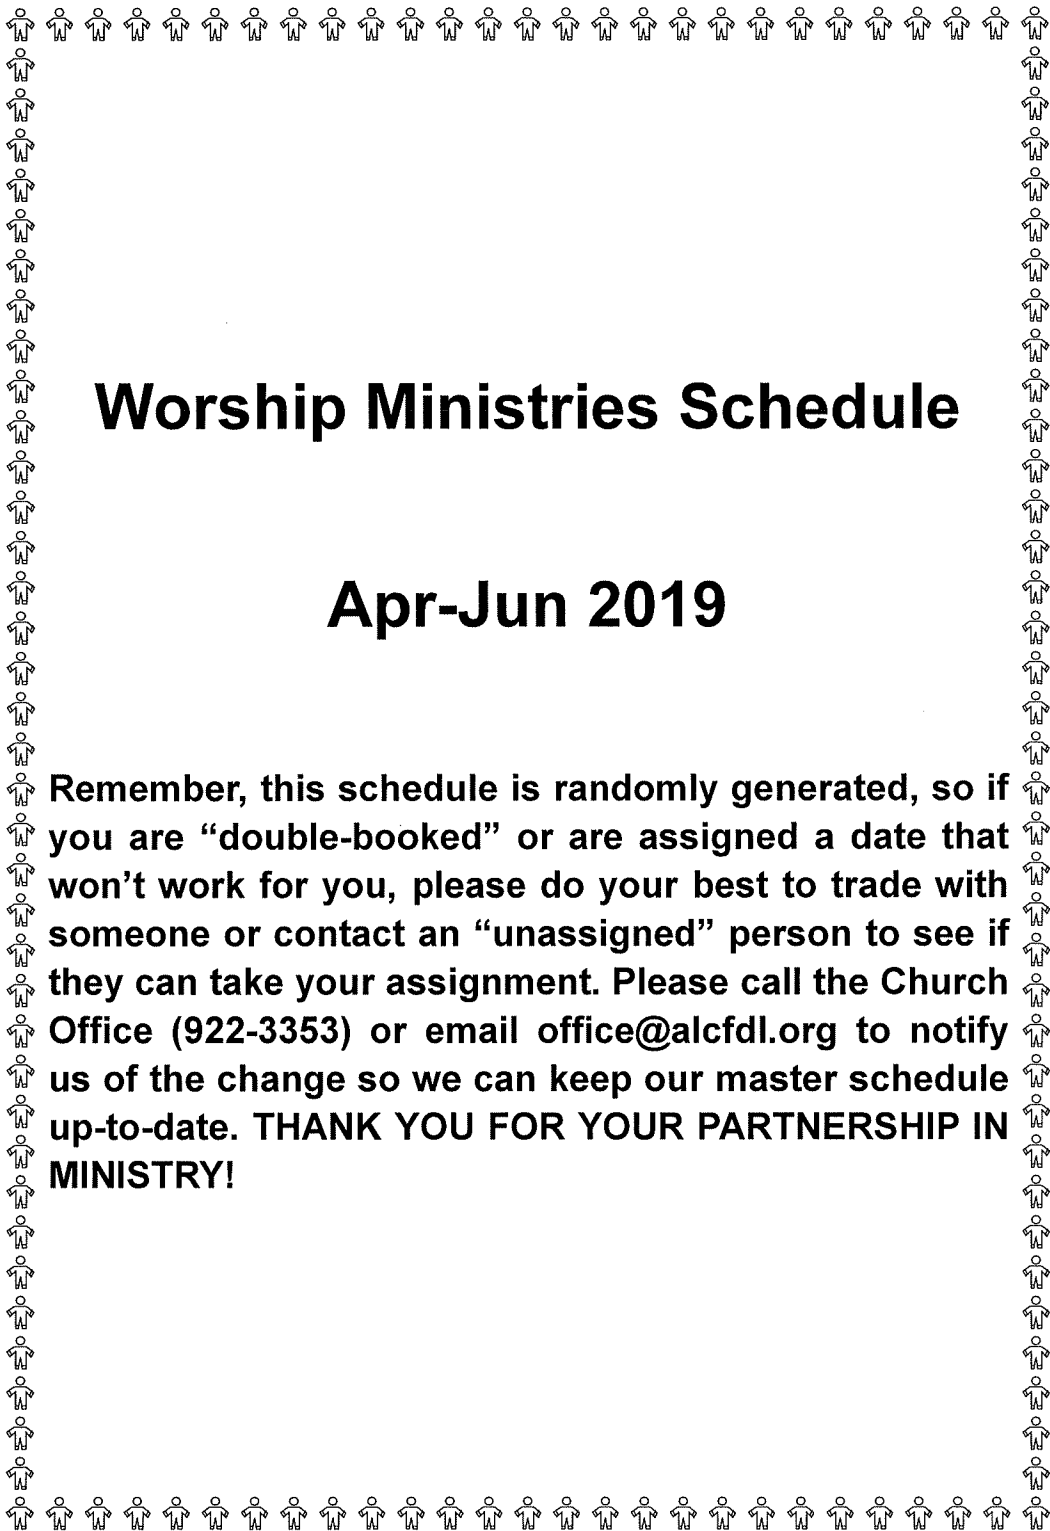 Worship Ministries Schedule
Apr-Jun 2019
Remember, this schedule is randomly generated, so if
you are “double-booked” or are assigned a date that
won’t work for you, please do your best to trade with
someone or contact an “unassigned” person to see if
they can take your assignment. Please call the Church
Office (922-3353) or email office@alcfdl.org to notify
us of the change so we can keep our master schedule
up-to-date. THANK YOU FOR YOUR PARTNERSHIP IN
MINISTRY!